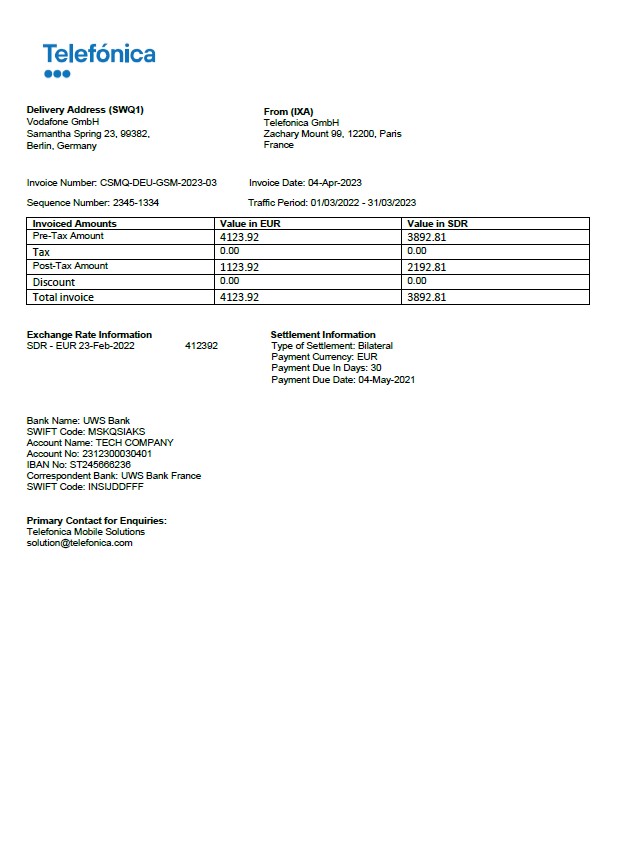 Telefónica
Delivery Address (SWQ1)
Vodafone GmbH
Samantha Spring 23, 99382,
Berlin, Germany
From (IXA)
Telefonica GmbH
Zachary Mount 99, 12200, Paris
France
Invoice Number: CSMQ-DEU-GSM-2023-03 Invoice Date: 04-Apr-2023
Sequence Number: 2345-1334 Traffic Period: 01/03/2022 - 31/03/2023
Invoiced Amounts Value in EUR Value in SDR
Pre-Tax Amount 4123.92 3892.81
Tax 0.00 0.00
Post-Tax Amount 1123.92 2192.81
Discount 0.00 0.00
Total invoice 4123.92 3892.81
Exchange Rate Information
SDR - EUR 23-Feb-2022 412392
Settlement Information
Type of Settlement: Bilateral
Payment Currency: EUR
Payment Due In Days: 30
Payment Due Date: 04-May-2021
Bank Name: UWS Bank
SWIFT Code: MSKQSIAKS
Account Name: TECH COMPANY
Account No: 2312300030401
IBAN No: ST245666236
Correspondent Bank: UWS Bank France
SWIFT Code: INSIJDDFFF
Primary Contact for Enquiries:
Telefonica Mobile Solutions
solution@telefonica.com